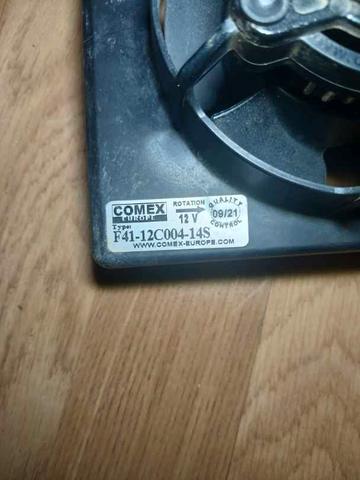 COMEX
EUROPE
ROTATION
12 V
QUALITY
09/21
CONTROL
Type:
F41-12C004-14S
WWW.COMEX-EUROPE.COM